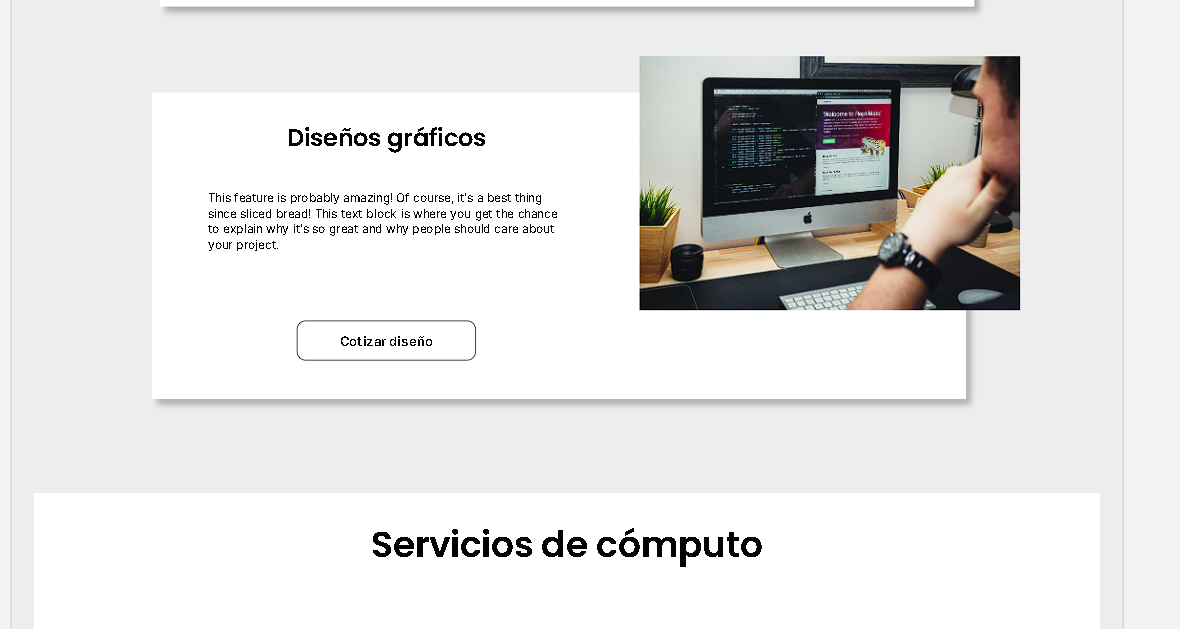 Diseños gráficos
This feature is probably amazing! Of course, it's a best thing
since sliced bread! This text block is where you get the chance
to explain why it's so great and why people should care about
your project.
Welcome to ReptiMata!
Cotizar diseño
Servicios de cómputo